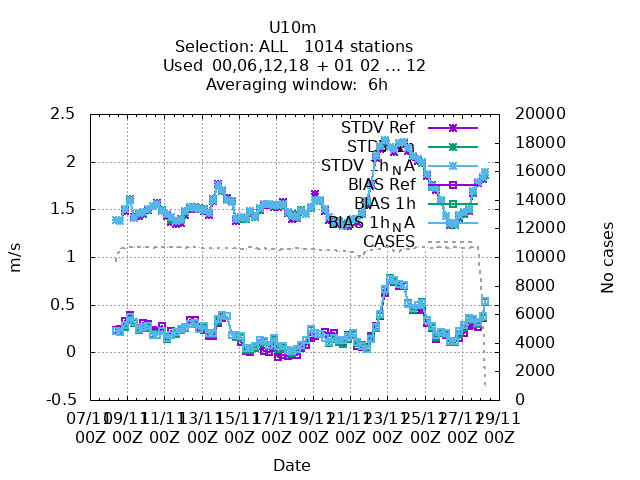 U10m
Selection: ALL 1014 stations
Used 00,06,12,18 + 01 02 ... 12
Averaging window: 6h
2.5
2
1.5
1
0.5
0
-0.5
m/s
20000
18000
16000
14000
12000
10000
8000
6000
4000
2000
0
No cases
STDV Ref
STDV 1h
STDV 1h_NA
BIAS Ref
BIAS 1h
BIAS 1h_NA
CASES
07/11 09/11 11/11 13/11 15/11 17/11 19/11 21/11 23/11 25/11 27/11 29/11
00Z 00Z 00Z 00Z 00Z 00Z 00Z 00Z 00Z 00Z 00Z 00Z
Date